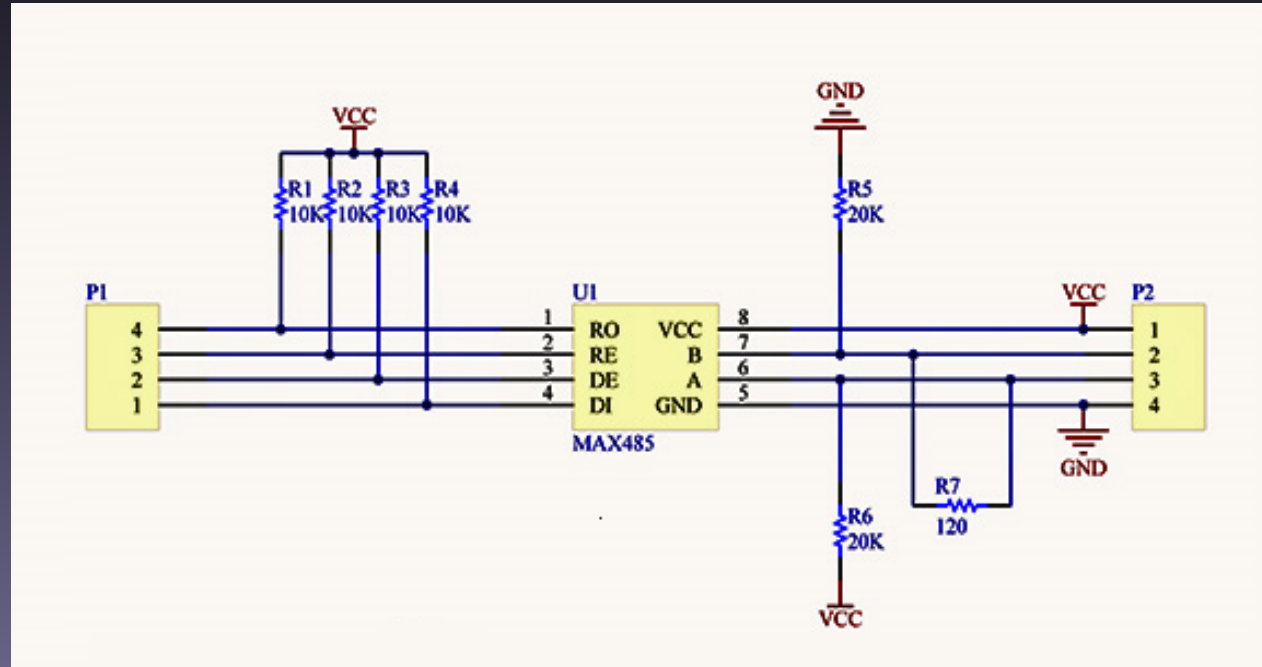 GND
VCC
R1 R2 R3 R4
10K 10K 10K 10K
R5
20K
P1
U1
VCC
P2
4
1 RO VCC 8
1
3
2 RE B 7
2
2
3 DE A 6
3
1
4 DI GND 5
4
MAX485
GND
R7
120
R6
20K
VCC